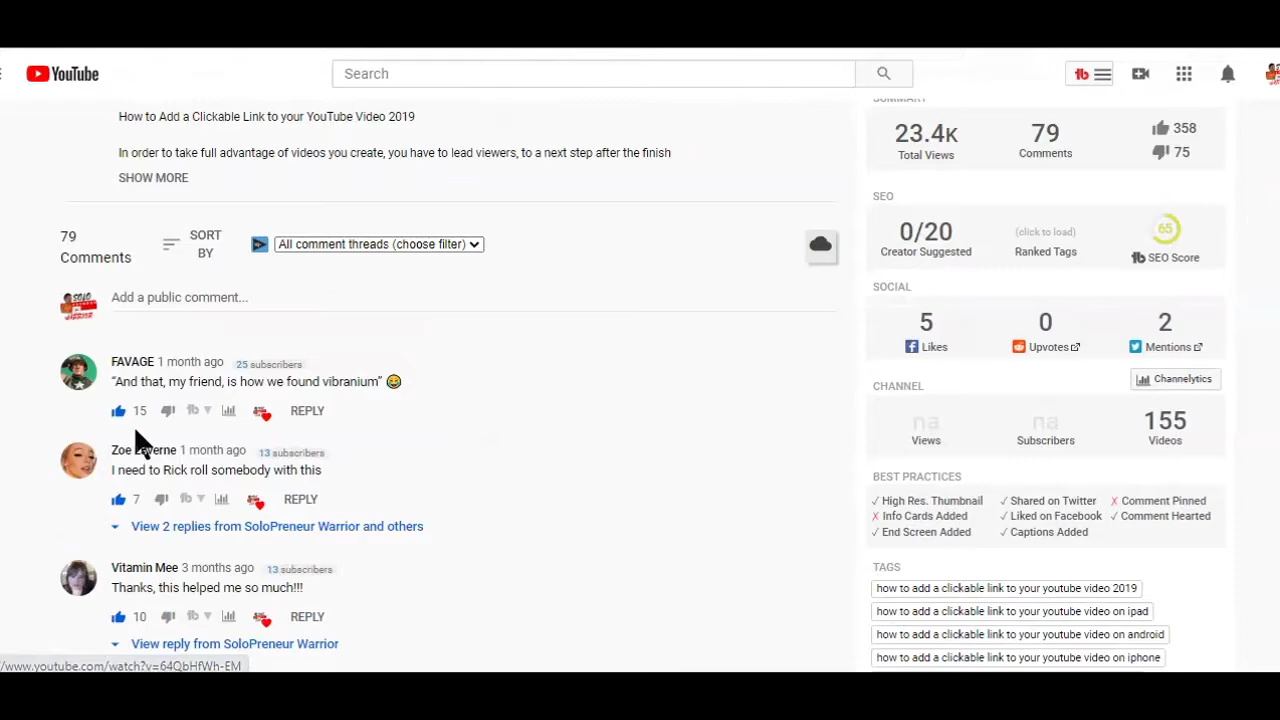 YouTube
Search
tb
How to Add a Clickable Link to your YouTube Video 2019
In order to take full advantage of videos you create, you have to lead viewers, to a next step after the finish
SHOW MORE
79
Comments
SORT
BY
All comment threads (choose filter)
Add a public comment...
FAVAGE 1 month ago 25 subscribers
“And that, my friend, is how we found vibranium” 😂
15 REPLY
Zoe Laverne 1 month ago 13 subscribers
I need to Rick roll somebody with this
7 REPLY
View 2 replies from SoloPreneur Warrior and others
Vitamin Mee 3 months ago 13 subscribers
Thanks, this helped me so much!!!
10 REPLY
View reply from SoloPreneur Warrior
/www.youtube.com/watch?v=64QbHfWh-EM
SUMMARY
23.4K 79 358
Total Views Comments 75
SEO
0/20 (click to load) 65
Creator Suggested Ranked Tags tb SEO Score
SOCIAL
5 0 2
Likes Upvotes Mentions
CHANNEL
Channelytics
na na 155
Views Subscribers Videos
BEST PRACTICES
✓ High Res. Thumbnail ✓ Shared on Twitter ✗ Comment Pinned
✗ Info Cards Added ✓ Liked on Facebook ✓ Comment Hearted
✓ End Screen Added ✓ Captions Added
TAGS
how to add a clickable link to your youtube video 2019
how to add a clickable link to your youtube video on ipad
how to add a clickable link to your youtube video on android
how to add a clickable link to your youtube video on iphone